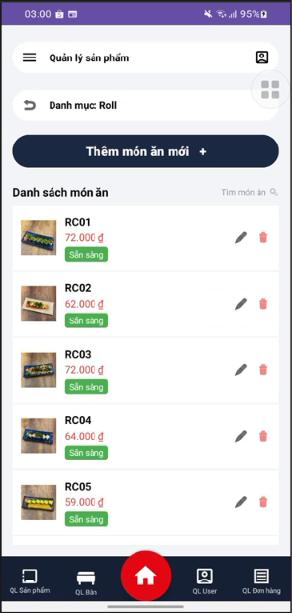 03:00 95%
Quản lý sản phẩm
Danh mục: Roll
Thêm món ăn mới +
Danh sách món ăn
Tìm món ăn
RC01
72.000 ₫
Sẵn sàng
RC02
62.000 ₫
Sẵn sàng
RC03
72.000 ₫
Sẵn sàng
RC04
64.000 ₫
Sẵn sàng
RC05
59.000 ₫
Sẵn sàng
QL Sản phẩm
QL Bàn
QL User
QL Đơn hàng